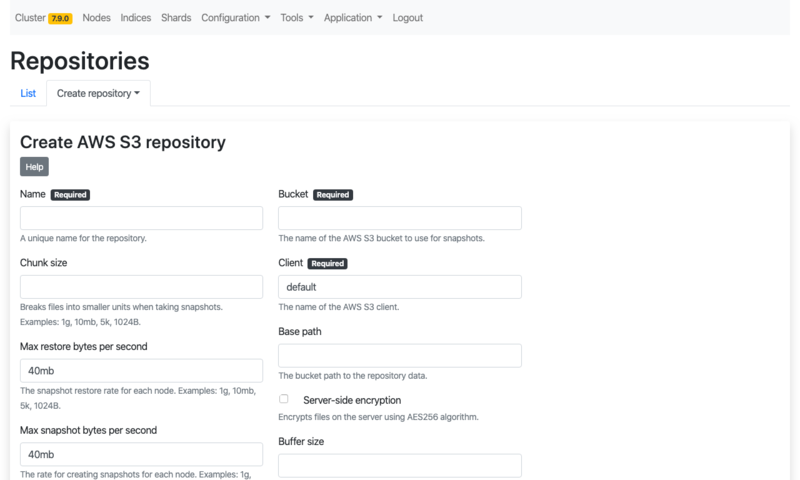 Cluster 7.9.0 Nodes Indices Shards Configuration Tools Application Logout
Repositories
List Create repository
Create AWS S3 repository
Help
Name Required
A unique name for the repository.
Chunk size
Breaks files into smaller units when taking snapshots.
Examples: 1g, 10mb, 5k, 1024B.
Max restore bytes per second
40mb
The snapshot restore rate for each node. Examples: 1g, 10mb,
5k, 1024B.
Max snapshot bytes per second
40mb
The rate for creating snapshots for each node. Examples: 1g,
Bucket Required
The name of the AWS S3 bucket to use for snapshots.
Client Required
default
The name of the AWS S3 client.
Base path
The bucket path to the repository data.
Server-side encryption
Encrypts files on the server using AES256 algorithm.
Buffer size